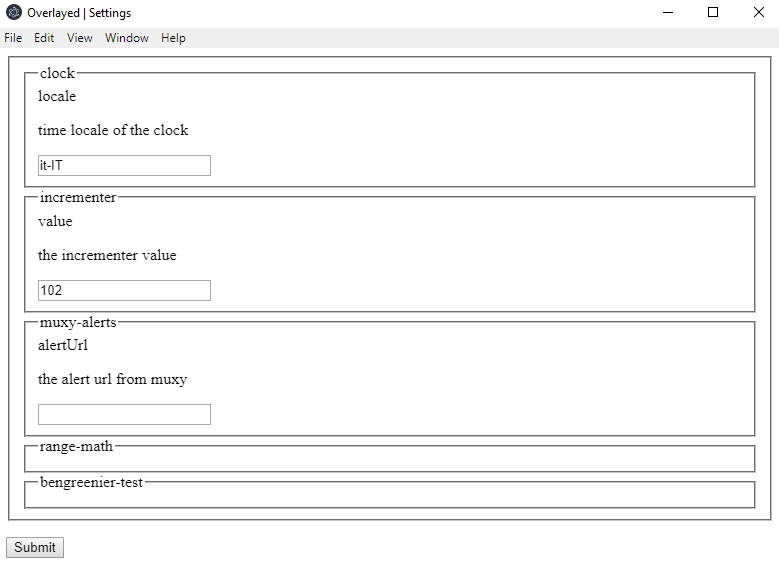 Overlayed | Settings
File Edit View Window Help
clock
locale
time locale of the clock
it-IT
incrementer
value
the incrementer value
102
muxy-alerts
alertUrl
the alert url from muxy
range-math
bengreenier-test
Submit